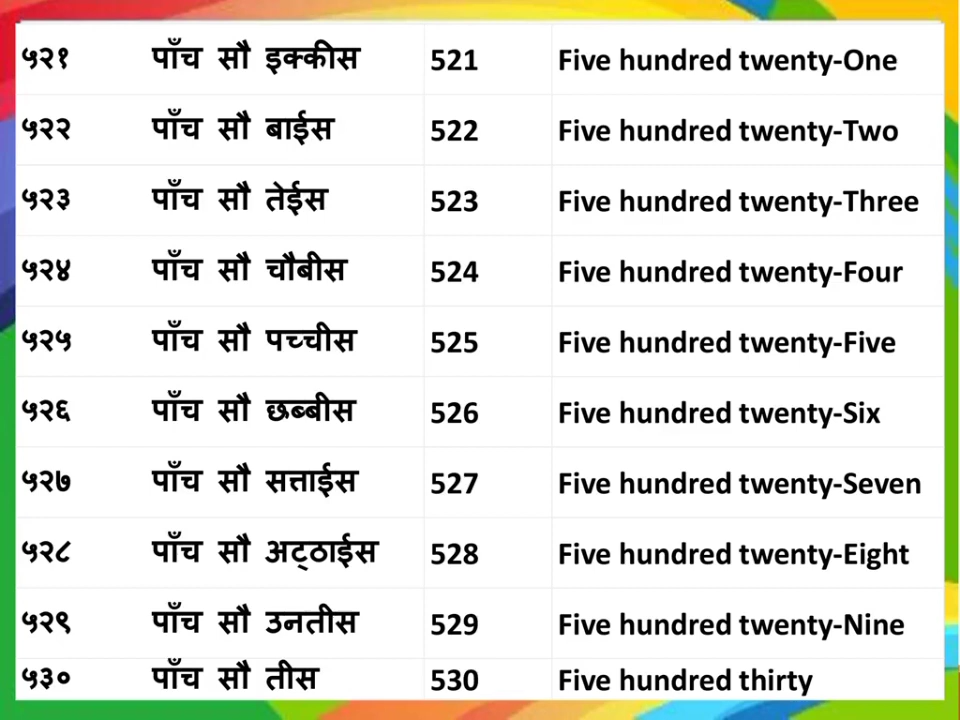 ५२१ पाँच सौ इक्कीस 521 Five hundred twenty-One
५२२ पाँच सौ बाईस 522 Five hundred twenty-Two
५२३ पाँच सौ तेईस 523 Five hundred twenty-Three
५२४ पाँच सौ चौबीस 524 Five hundred twenty-Four
५२५ पाँच सौ पच्चीस 525 Five hundred twenty-Five
५२६ पाँच सौ छब्बीस 526 Five hundred twenty-Six
५२७ पाँच सौ सत्ताईस 527 Five hundred twenty-Seven
५२८ पाँच सौ अट्ठाईस 528 Five hundred twenty-Eight
५२९ पाँच सौ उनतीस 529 Five hundred twenty-Nine
५३० पाँच सौ तीस 530 Five hundred thirty